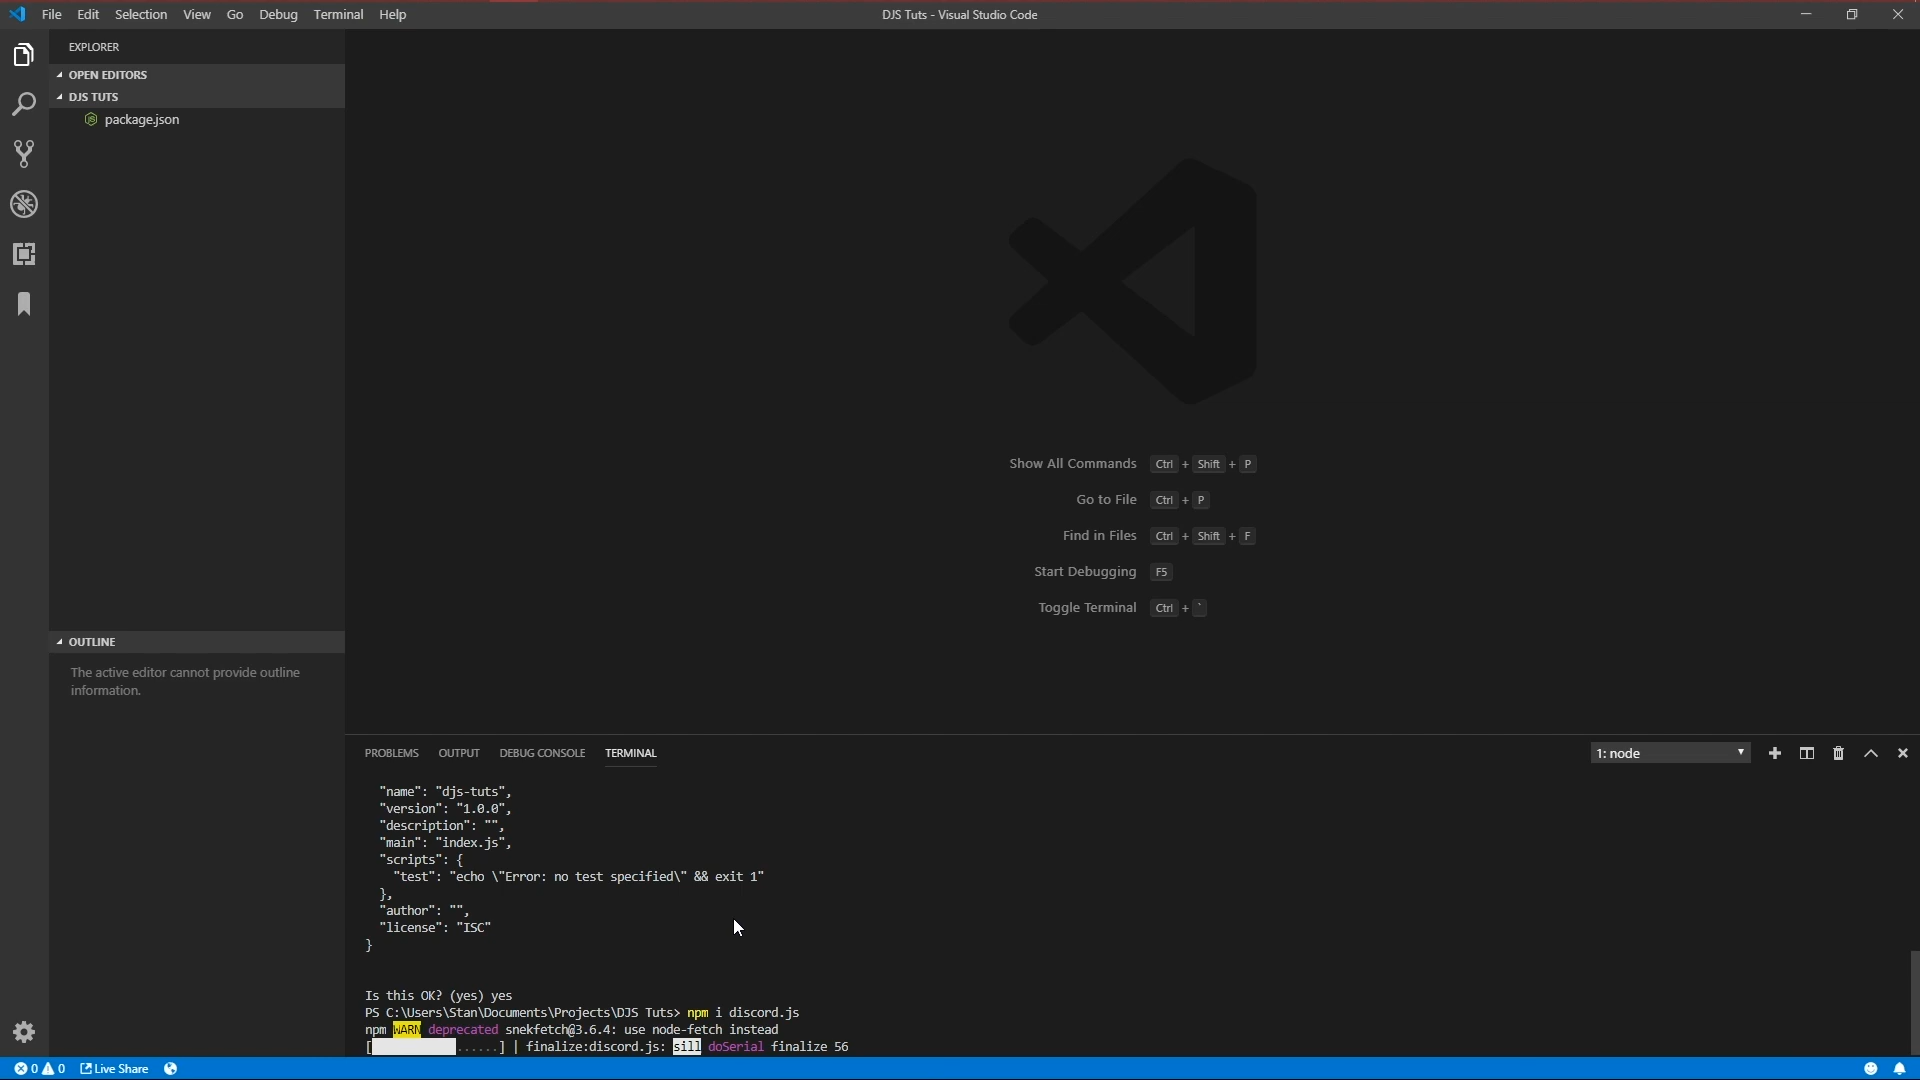 File Edit Selection View Go Debug Terminal Help
DJS Tuts - Visual Studio Code
EXPLORER
OPEN EDITORS
DJS TUTS
package.json
OUTLINE
The active editor cannot provide outline
information.
Show All Commands Ctrl + Shift + P
Go to File Ctrl + P
Find in Files Ctrl + Shift + F
Start Debugging F5
Toggle Terminal Ctrl + `
PROBLEMS OUTPUT DEBUG CONSOLE TERMINAL
1: node
"name": "djs-tuts",
"version": "1.0.0",
"description": "",
"main": "index.js",
"scripts": {
"test": "echo \"Error: no test specified\" && exit 1"
},
"author": "",
"license": "ISC"
}
Is this OK? (yes) yes
PS C:\Users\Stan\Documents\Projects\DJS Tuts> npm i discord.js
npm WARN deprecated snekfetch@3.6.4: use node-fetch instead
[ ......] | finalize:discord.js: sill doSerial finalize 56
0 0 Live Share